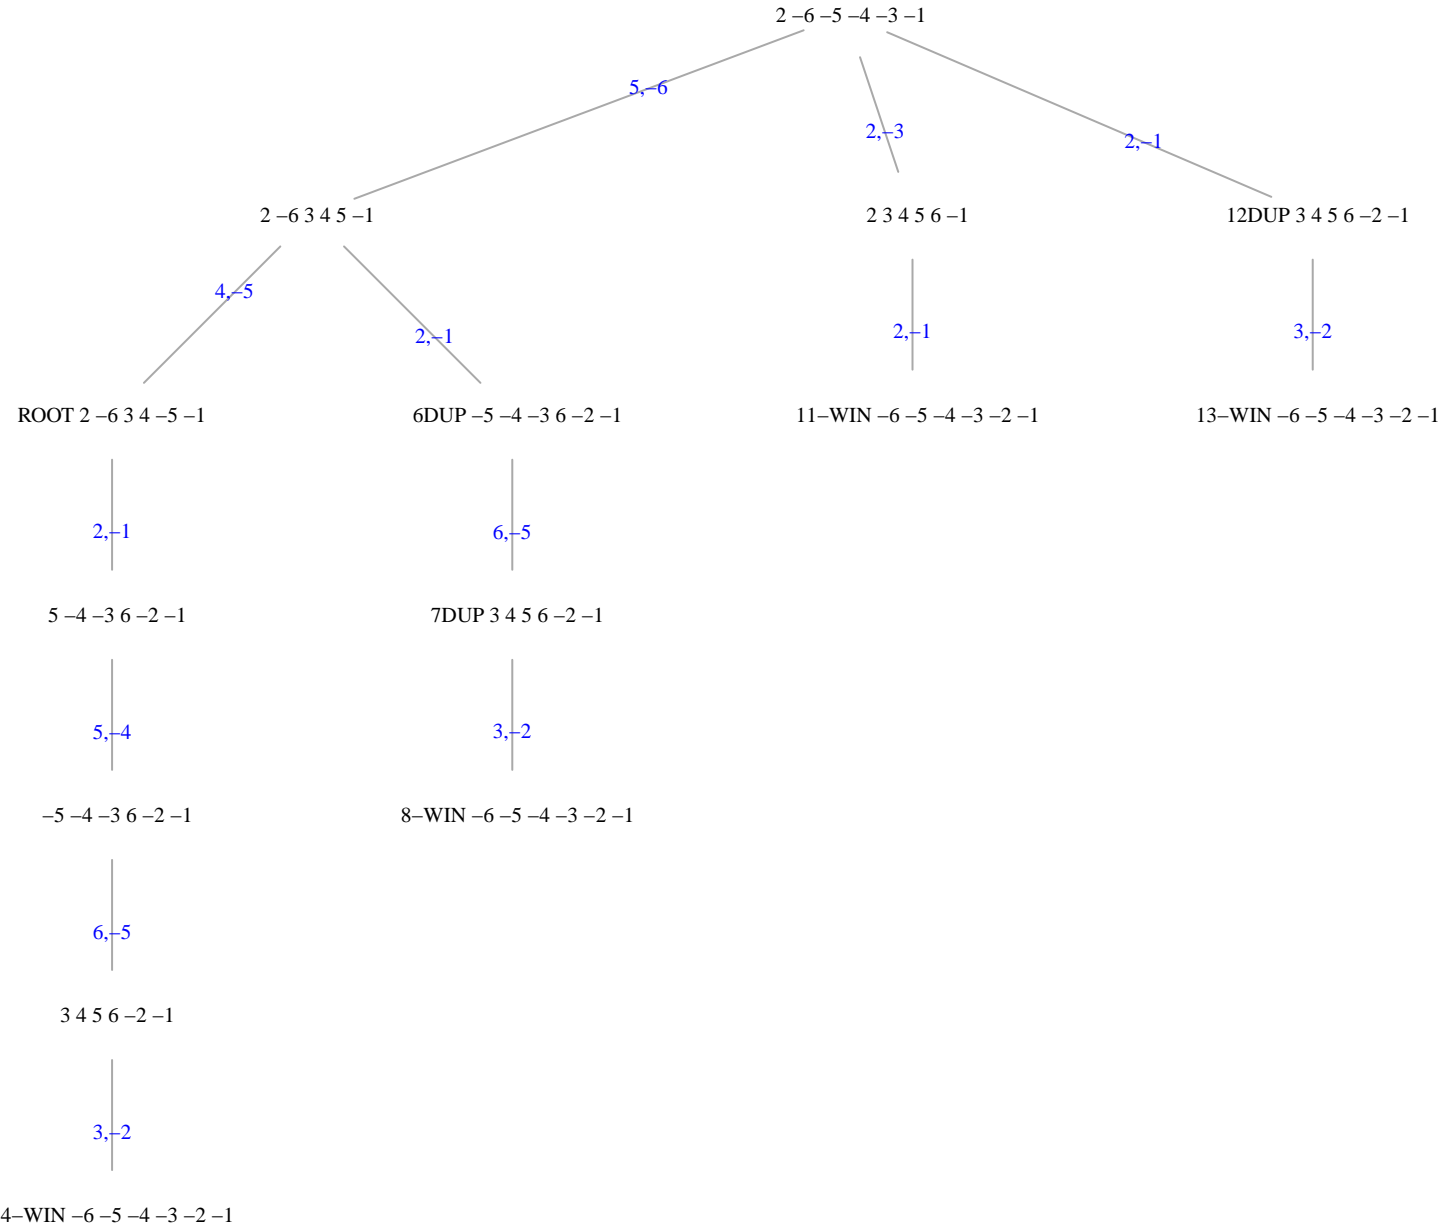 2 –6 –5 –4 –3 –1
5,–6
2,–3
2,–1
2 –6 3 4 5 –1
2 3 4 5 6 –1
12DUP 3 4 5 6 –2 –1
4,–5
2,–1
2,–1
3,–2
ROOT 2 –6 3 4 –5 –1
6DUP –5 –4 –3 6 –2 –1
11–WIN –6 –5 –4 –3 –2 –1
13–WIN –6 –5 –4 –3 –2 –1
2,–1
6,–5
5 –4 –3 6 –2 –1
7DUP 3 4 5 6 –2 –1
5,–4
3,–2
–5 –4 –3 6 –2 –1
8–WIN –6 –5 –4 –3 –2 –1
6,–5
3 4 5 6 –2 –1
3,–2
4–WIN –6 –5 –4 –3 –2 –1